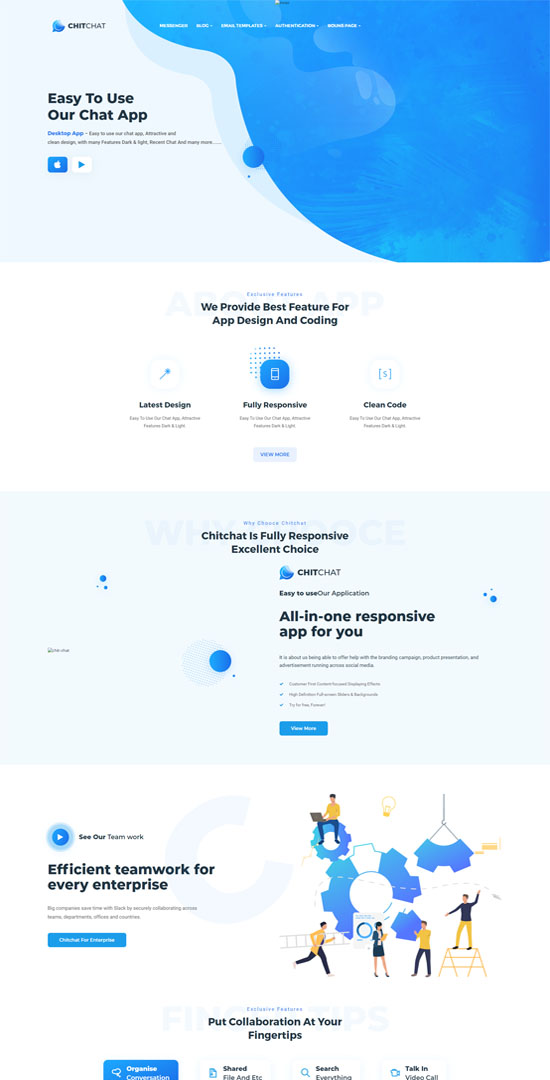 CHITCHAT
MESSENGER BLOG EMAIL TEMPLATES AUTHENTICATION BOUNS PAGE
Easy To Use
Our Chat App
Desktop App – Easy to use our chat app, Attractive and
clean design, with many Features Dark & light, Recent Chat And many more......
ABOUT APP
Exclusive Features
We Provide Best Feature For
App Design And Coding
[s]
Latest Design Fully Responsive Clean Code
Easy To Use Our Chat App, Attractive Easy To Use Our Chat App, Attractive Easy To Use Our Chat App, Attractive
Features Dark & Light. Features Dark & Light. Features Dark & Light.
VIEW MORE
Why Chooce Chitchat
Chitchat Is Fully Responsive
Excellent Choice
CHITCHAT
Easy to useOur Application
All-in-one responsive
app for you
chit-chat
It is about us being able to offer help with the branding campaign, product presentation, and
advertisement running across social media.
Customer First Content focused Displaying Effects
High Definition Full-screen Sliders & Backgrounds
Try for free, Forever!
View More
See Our Team work
Efficient teamwork for
every enterprise
Big companies save time with Slack by securely collaborating across
teams, departments, offices and countries.
Chitchat For Enterprise
FINGERTIPS
Exclusive Features
Put Collaboration At Your
Fingertips
Organise Shared Search Talk In
Conversation File And Etc Everything Video Call